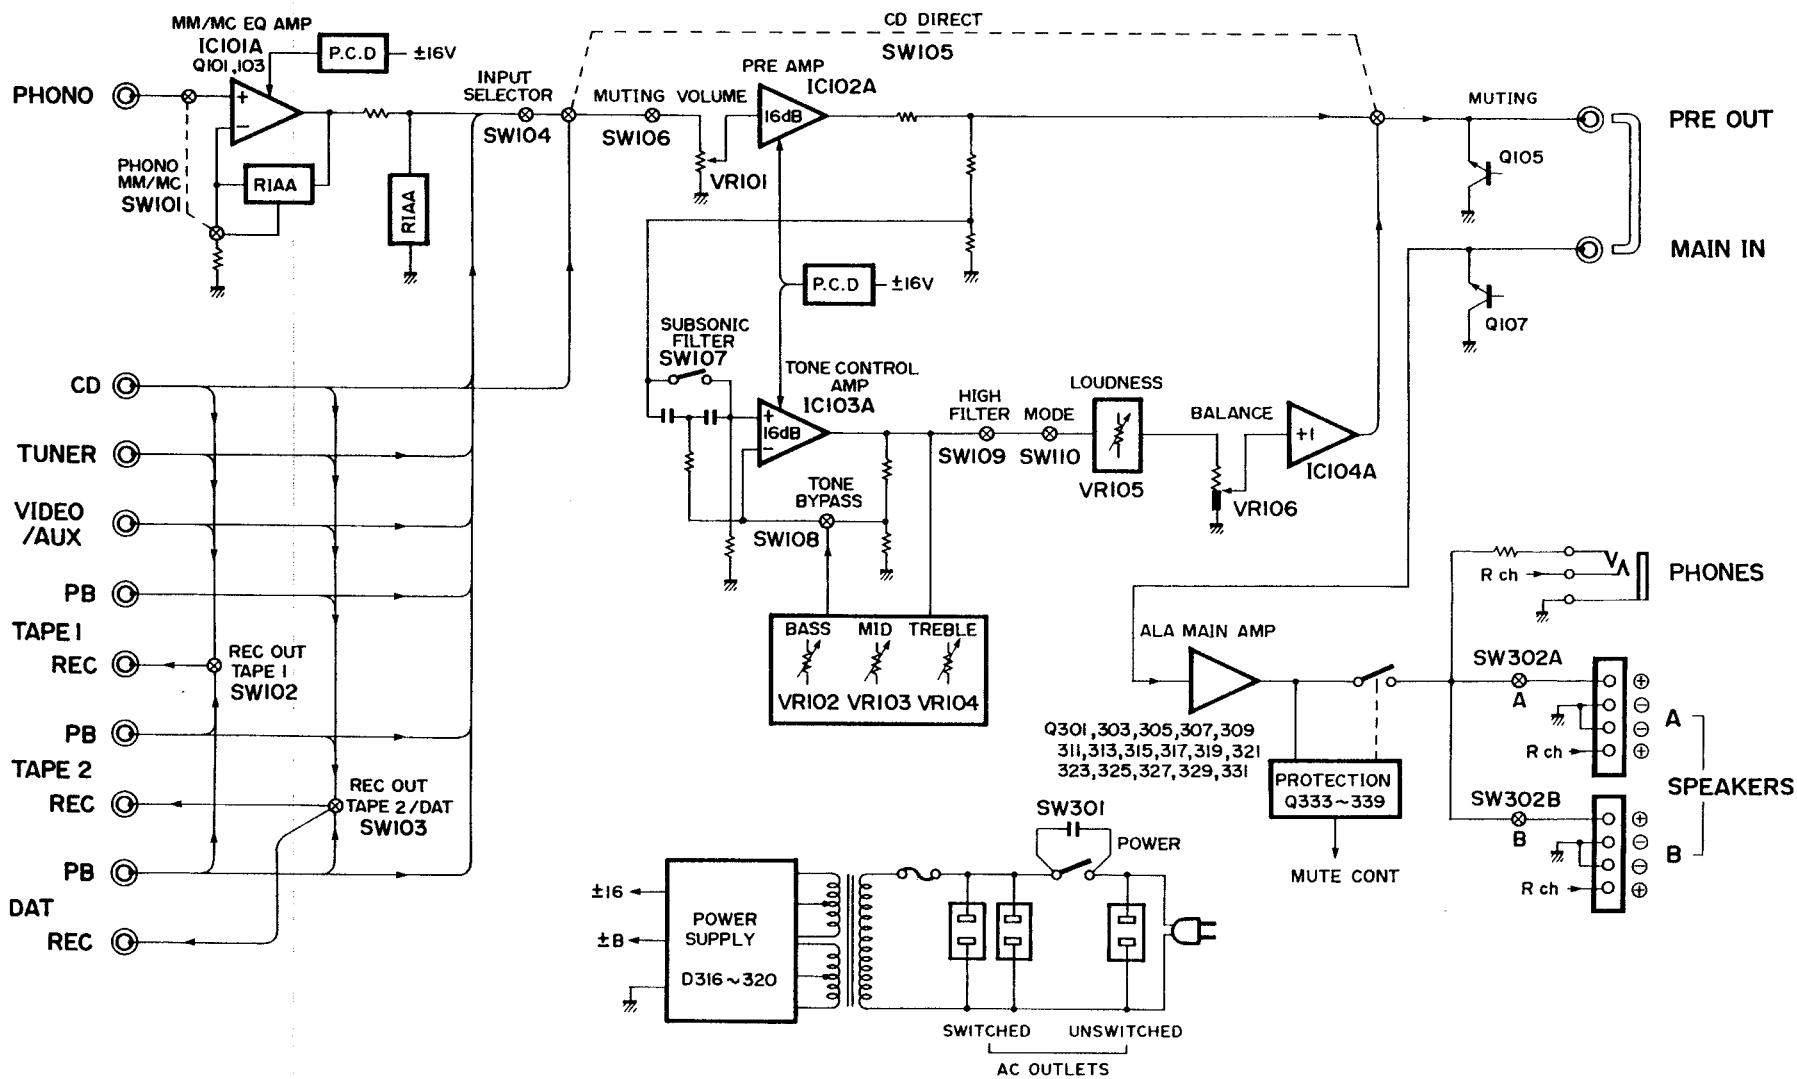 MM/MC EQ AMP
IC101A
Q101,103
P.C.D
±16V
PHONO
+
−
PHONO
MM/MC
SW101
RIAA
RIAA
INPUT
SELECTOR
SW104
CD DIRECT
SW105
MUTING
SW106
VOLUME
VR101
PRE AMP
IC102A
16dB
MUTING
Q105
PRE OUT
MAIN IN
Q107
P.C.D
±16V
SUBSONIC
FILTER
SW107
TONE CONTROL
AMP
IC103A
+
16dB
−
TONE
BYPASS
SW108
HIGH
FILTER
SW109
MODE
SW110
LOUDNESS
VR105
BALANCE
VR106
+1
IC104A
CD
TUNER
VIDEO
/AUX
PB
TAPE 1
REC
REC OUT
TAPE 1
SW102
PB
TAPE 2
REC
REC OUT
TAPE 2/DAT
SW103
PB
DAT
REC
BASS MID TREBLE
VR102 VR103 VR104
ALA MAIN AMP
Q301,303,305,307,309
311,313,315,317,319,321
323,325,327,329,331
PROTECTION
Q333~339
MUTE CONT
R ch
PHONES
SW302A
A
⊕
⊖
⊖
R ch
⊕
A
SPEAKERS
SW302B
B
⊕
⊖
⊖
R ch
⊕
B
SW301
POWER
±16
±B
POWER
SUPPLY
D316~320
SWITCHED UNSWITCHED
AC OUTLETS